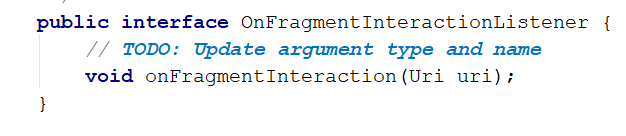 public interface OnFragmentInteractionListener {
    // TODO: Update argument type and name
    void onFragmentInteraction(Uri uri);
}